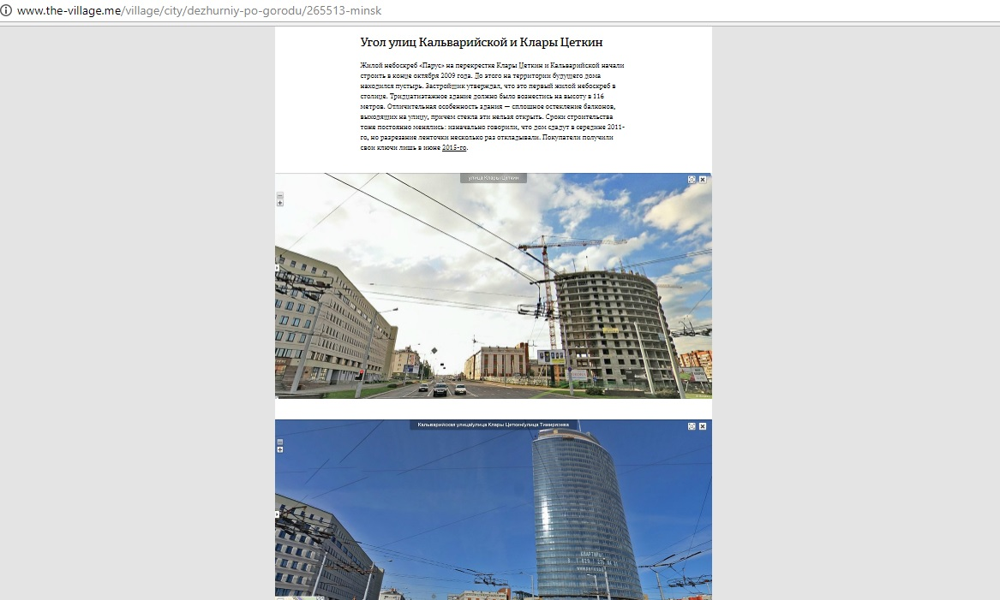 www.the-village.me/village/city/dezhurniy-po-gorodu/265513-minsk
Угол улиц Кальварийской и Клары Цеткин
Жилой небоскреб «Парус» на перекрестке Клары Цеткин и Кальварийской начали
строить в конце октября 2009 года. До этого на территории будущего дома
находился пустырь. Застройщик утверждал, что это первый жилой небоскреб в
столице. Тридцатиэтажное здание должно было вознестись на высоту в 116
метров. Отличительная особенность здания — сплошное остекление балконов,
выходящих на улицу, причем стекла эти нельзя открыть. Сроки строительства
тоже постоянно менялись: изначально говорили, что дом сдадут в середине 2011-
го, но разрезание ленточки несколько раз откладывали. Покупатели получили
свои ключи лишь в июне 2015-го.
улица Клары Цеткин
Кальварийская улица/улица Клары Цеткин/улица Тимирязева
КВАРТИРЫ